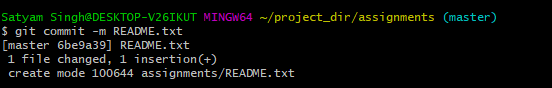 Satyam Singh@DESKTOP-V26IKUT MINGW64 ~/project_dir/assignments (master)
$ git commit -m README.txt
[master 6be9a39] README.txt
 1 file changed, 1 insertion(+)
 create mode 100644 assignments/README.txt